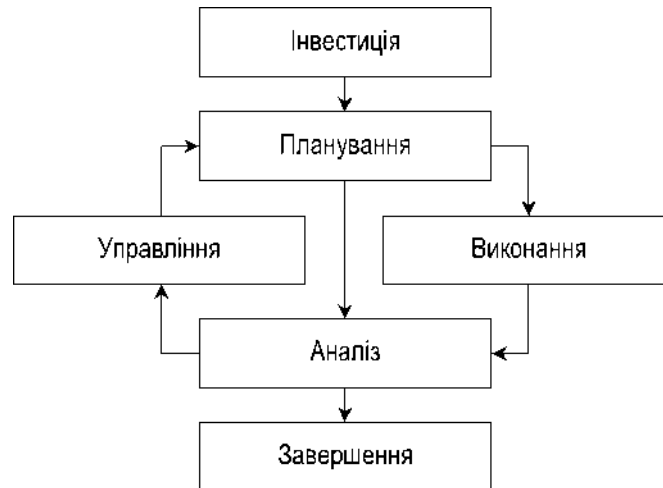 Інвестиція
Планування
Управління
Виконання
Аналіз
Завершення